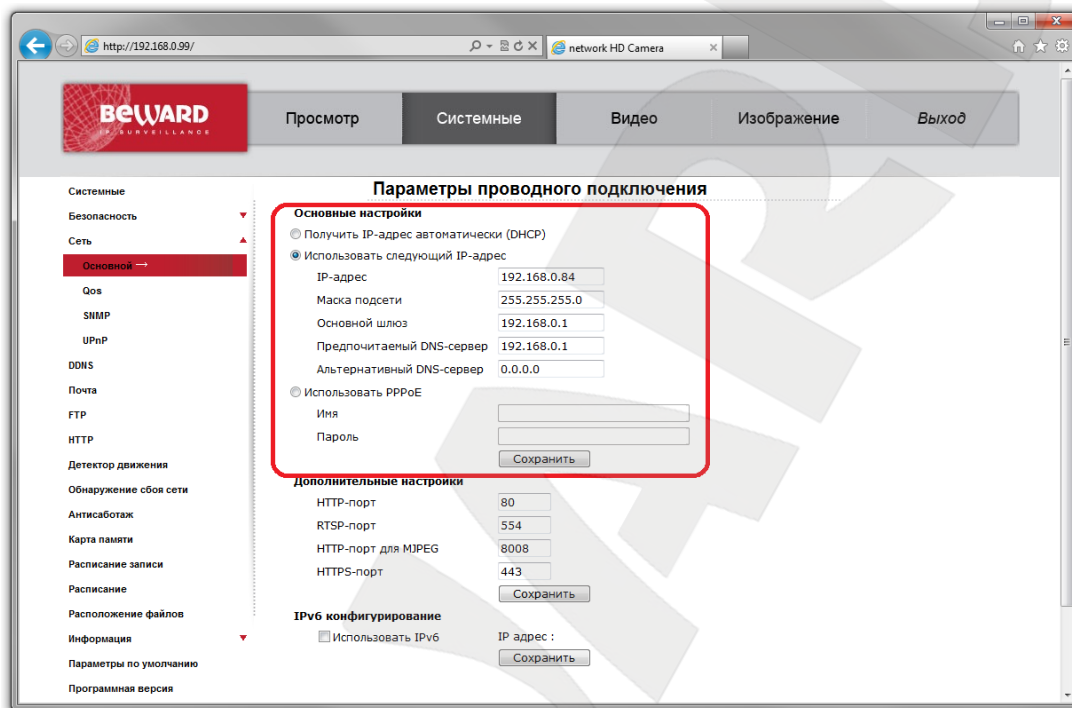 http://192.168.0.99/
network HD Camera
BEWARD
IP SURVEILLANCE
Просмотр
Системные
Видео
Изображение
Выход
Системные
Безопасность
Сеть
Основной →
Qos
SNMP
UPnP
DDNS
Почта
FTP
HTTP
Детектор движения
Обнаружение сбоя сети
Антисаботаж
Карта памяти
Расписание записи
Расписание
Расположение файлов
Информация
Параметры по умолчанию
Программная версия
Параметры проводного подключения
Основные настройки
Получить IP-адрес автоматически (DHCP)
Использовать следующий IP-адрес
IP-адрес 192.168.0.84
Маска подсети 255.255.255.0
Основной шлюз 192.168.0.1
Предпочитаемый DNS-сервер 192.168.0.1
Альтернативный DNS-сервер 0.0.0.0
Использовать PPPoE
Имя
Пароль
Сохранить
Дополнительные настройки
HTTP-порт 80
RTSP-порт 554
HTTP-порт для MJPEG 8008
HTTPS-порт 443
Сохранить
IPv6 конфигурирование
Использовать IPv6 IP адрес :
Сохранить